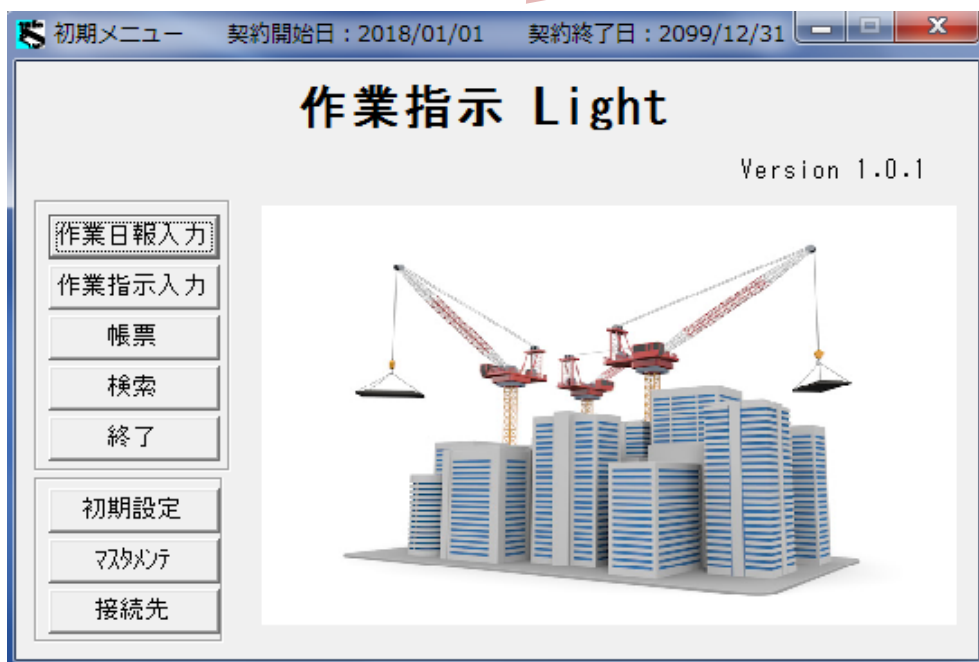 初期メニュー 契約開始日：2018/01/01 契約終了日：2099/12/31
作業指示 Light
Version 1.0.1
作業日報入力
作業指示入力
帳票
検索
終了
初期設定
ﾏｽﾀﾒﾝﾃ
接続先